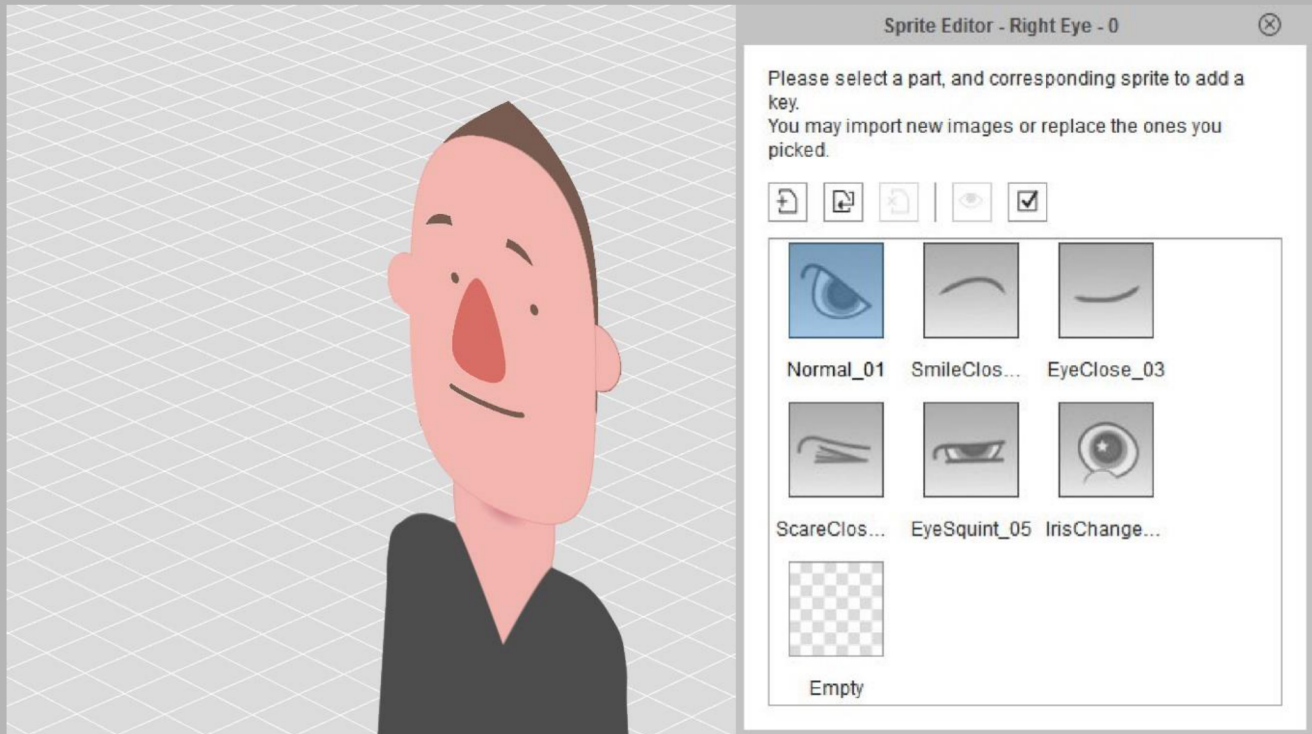 Sprite Editor - Right Eye - 0
Please select a part, and corresponding sprite to add a
key.
You may import new images or replace the ones you
picked.
Normal_01 SmileClos... EyeClose_03
ScareClos... EyeSquint_05 IrisChange...
Empty